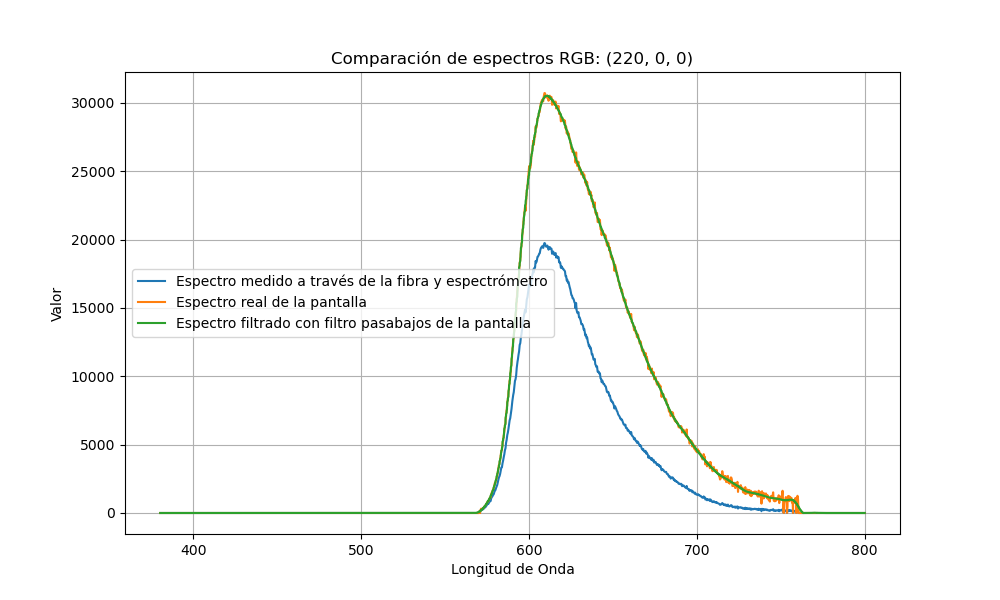 Comparación de espectros RGB: (220, 0, 0)
30000
25000
20000
15000
10000
5000
0
Valor
Espectro medido a través de la fibra y espectrómetro
Espectro real de la pantalla
Espectro filtrado con filtro pasabajos de la pantalla
400
500
600
700
800
Longitud de Onda